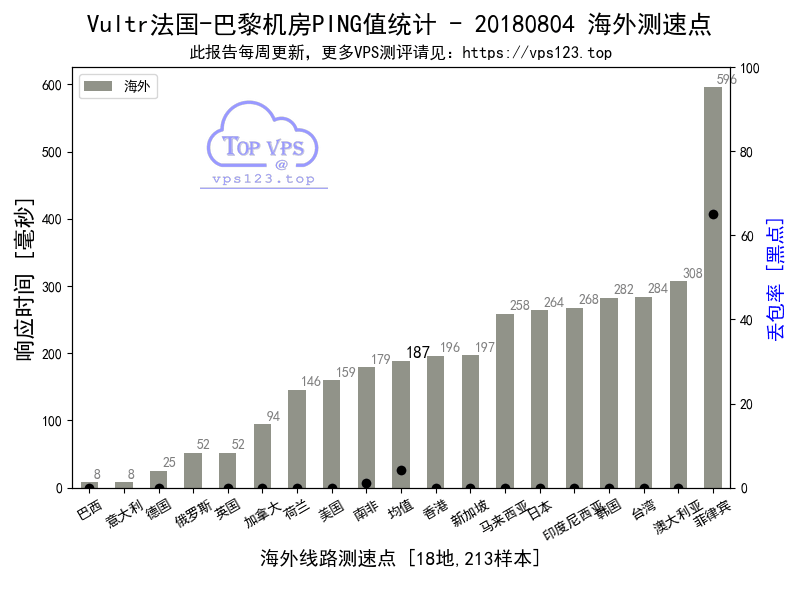 Vultr法国-巴黎机房PING值统计 - 20180804 海外测速点
此报告每周更新, 更多VPS测评请见: https://vps123.top
海外
TOP VPS
@
vps123.top
响应时间 [毫秒]
600
500
400
300
200
100
0
丢包率 [黑点]
100
80
60
40
20
0
8
8
25
52
52
94
146
159
179
187
196
197
258
264
268
282
284
308
596
巴西
意大利
德国
俄罗斯
英国
加拿大
荷兰
美国
南非
均值
香港
新加坡
马来西亚
日本
印度尼西亚
韩国
台湾
澳大利亚
菲律宾
海外线路测速点 [18地,213样本]